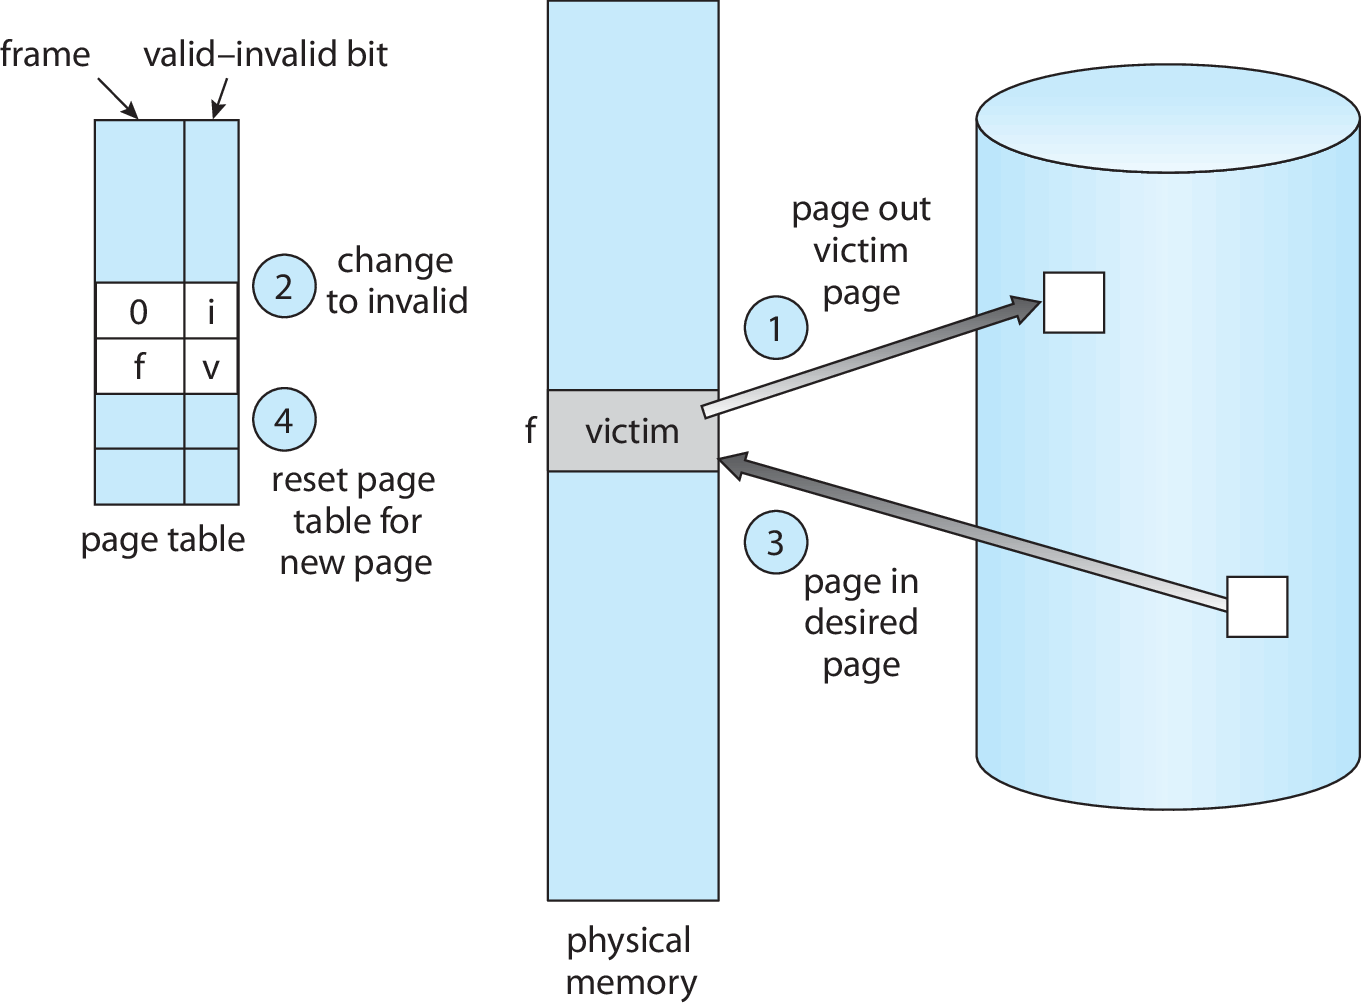 frame
valid–invalid bit
0
i
f
v
2
change
to invalid
4
reset page
table for
new page
page table
f
victim
physical
memory
page out
victim
page
1
3
page in
desired
page